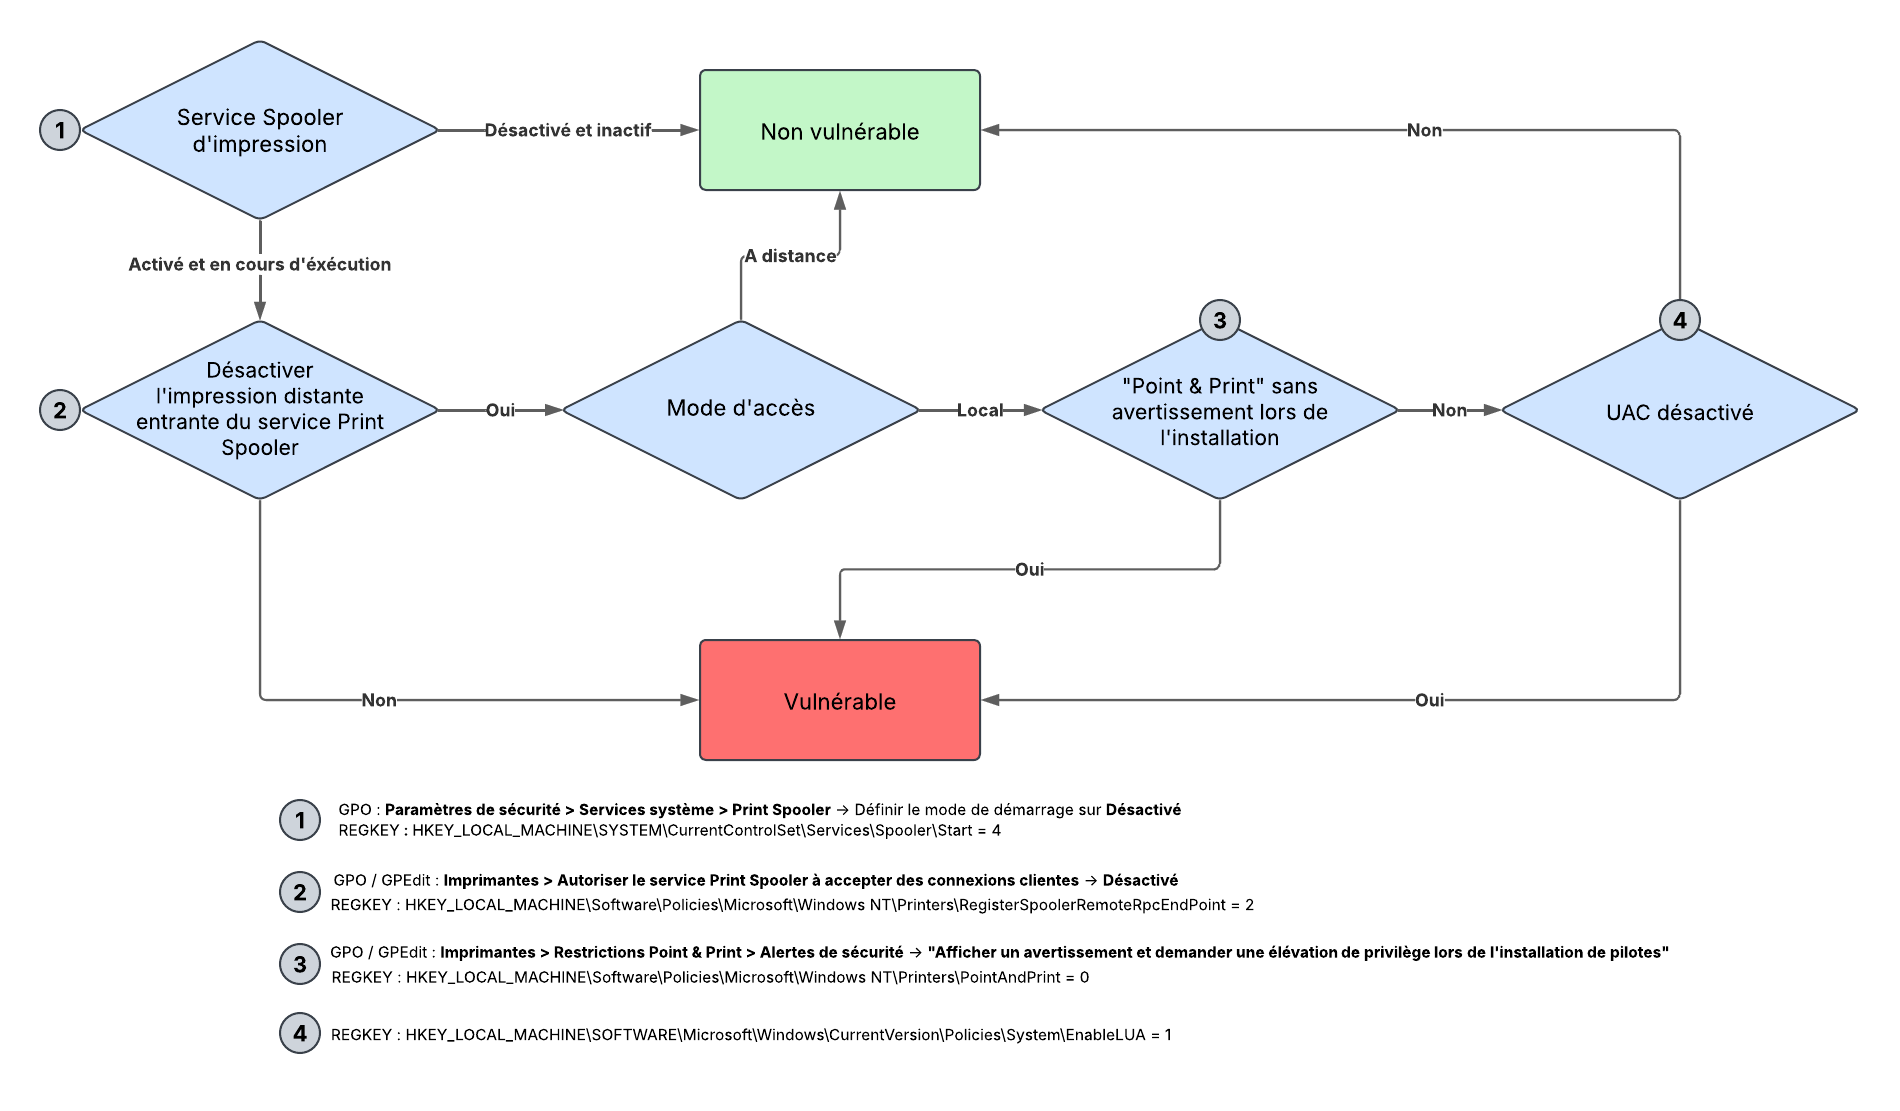 1
Service Spooler
d'impression
Désactivé et inactif
Non vulnérable
Non
A distance
Activé et en cours d'éxécution
2
Désactiver
l'impression distante
entrante du service Print
Spooler
Oui
Mode d'accès
Local
3
"Point & Print" sans
avertissement lors de
l'installation
Non
4
UAC désactivé
Oui
Non
Vulnérable
Oui
1
GPO : Paramètres de sécurité > Services système > Print Spooler → Définir le mode de démarrage sur Désactivé
REGKEY : HKEY_LOCAL_MACHINE\SYSTEM\CurrentControlSet\Services\Spooler\Start = 4
2
GPO / GPEdit : Imprimantes > Autoriser le service Print Spooler à accepter des connexions clientes → Désactivé
REGKEY : HKEY_LOCAL_MACHINE\Software\Policies\Microsoft\Windows NT\Printers\RegisterSpoolerRemoteRpcEndPoint = 2
3
GPO / GPEdit : Imprimantes > Restrictions Point & Print > Alertes de sécurité → "Afficher un avertissement et demander une élévation de privilège lors de l'installation de pilotes"
REGKEY : HKEY_LOCAL_MACHINE\Software\Policies\Microsoft\Windows NT\Printers\PointAndPrint = 0
4
REGKEY : HKEY_LOCAL_MACHINE\SOFTWARE\Microsoft\Windows\CurrentVersion\Policies\System\EnableLUA = 1